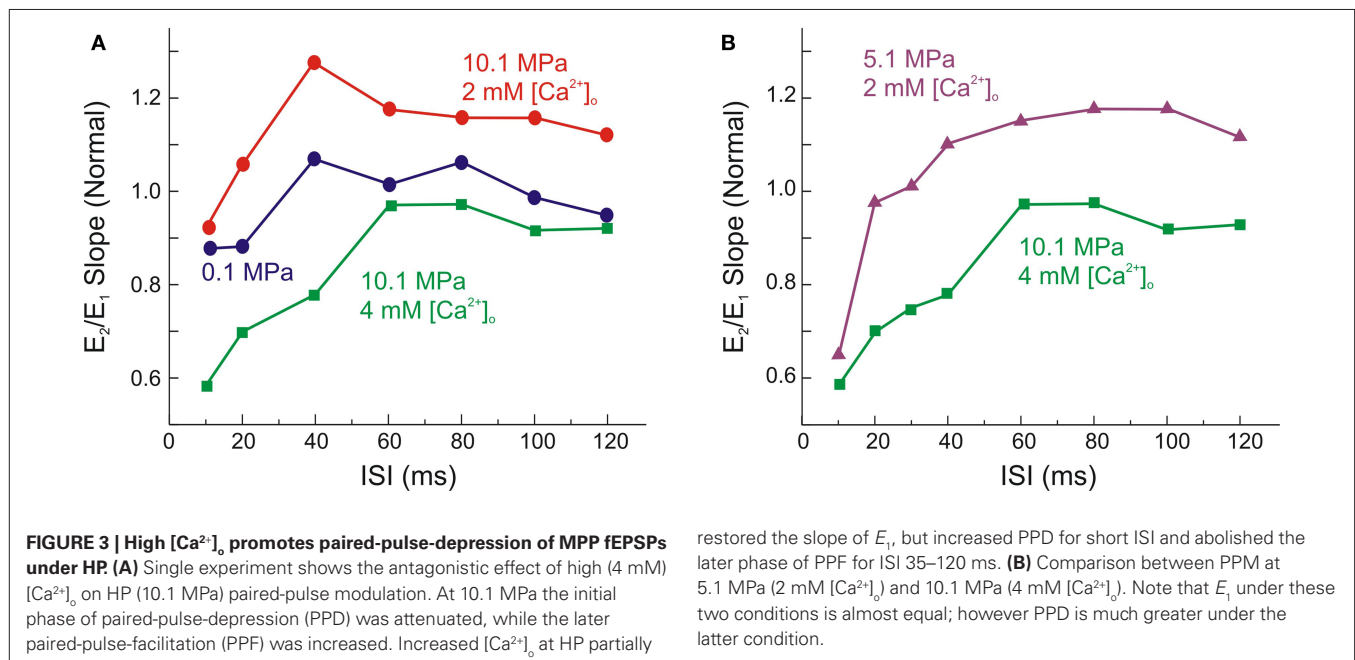 A
1.2
1.0
0.8
0.6
E₂/E₁ Slope (Normal)
10.1 MPa
2 mM [Ca²⁺]ₒ
0.1 MPa
10.1 MPa
4 mM [Ca²⁺]ₒ
0 20 40 60 80 100 120
ISI (ms)
B
1.2
1.0
0.8
0.6
E₂/E₁ Slope (Normal)
5.1 MPa
2 mM [Ca²⁺]ₒ
10.1 MPa
4 mM [Ca²⁺]ₒ
0 20 40 60 80 100 120
ISI (ms)
FIGURE 3 | High [Ca²⁺]ₒ promotes paired-pulse-depression of MPP fEPSPs
under HP. (A) Single experiment shows the antagonistic effect of high (4 mM)
[Ca²⁺]ₒ on HP (10.1 MPa) paired-pulse modulation. At 10.1 MPa the initial
phase of paired-pulse-depression (PPD) was attenuated, while the later
paired-pulse-facilitation (PPF) was increased. Increased [Ca²⁺]ₒ at HP partially
restored the slope of E₁, but increased PPD for short ISI and abolished the
later phase of PPF for ISI 35–120 ms. (B) Comparison between PPM at
5.1 MPa (2 mM [Ca²⁺]ₒ) and 10.1 MPa (4 mM [Ca²⁺]ₒ). Note that E₁ under these
two conditions is almost equal; however PPD is much greater under the
latter condition.